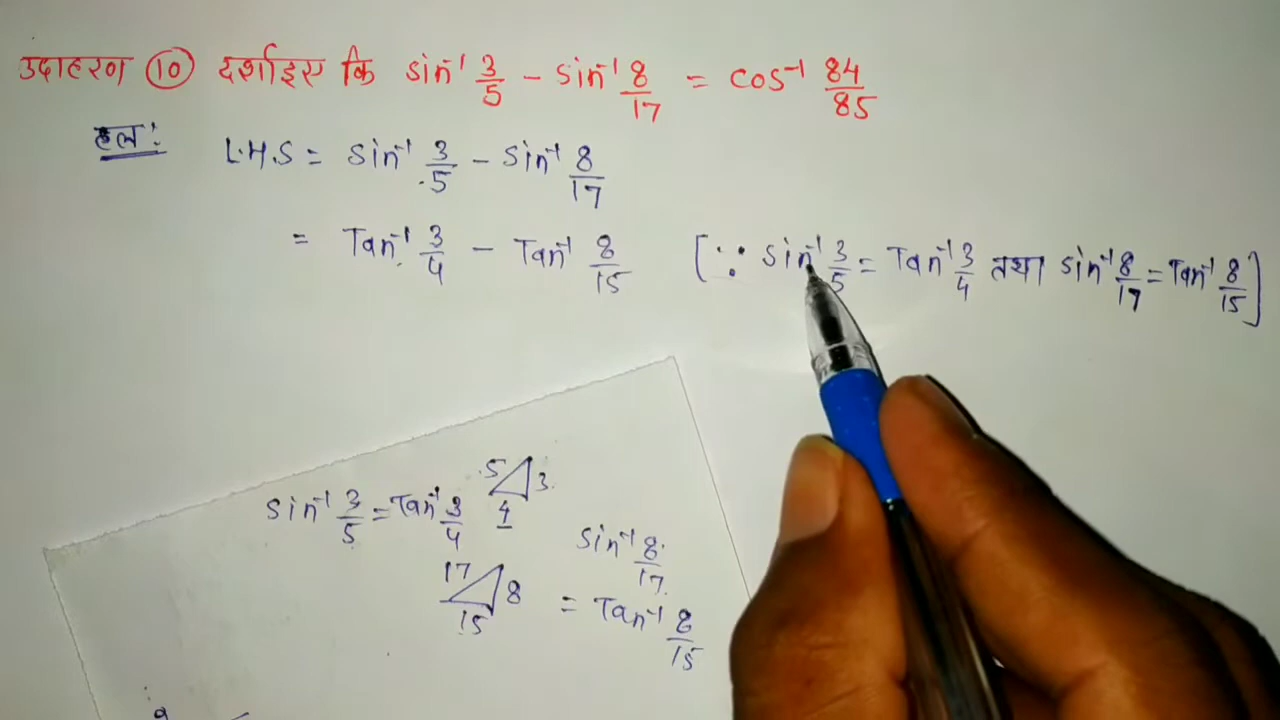 उदाहरण ⑩ दर्शाइए कि sin⁻¹ 3/5 - sin⁻¹ 8/17 = cos⁻¹ 84/85
हल: L.H.S = sin⁻¹ 3/5 - sin⁻¹ 8/17
= Tan⁻¹ 3/4 - Tan⁻¹ 8/15 [∵ sin⁻¹ 3/5 = Tan⁻¹ 3/4 तथा sin⁻¹ 8/17 = Tan⁻¹ 8/15]
sin⁻¹ 3/5 = Tan⁻¹ 3/4 5 3 4
sin⁻¹ 8/17
17 8 15 = Tan⁻¹ 8/15